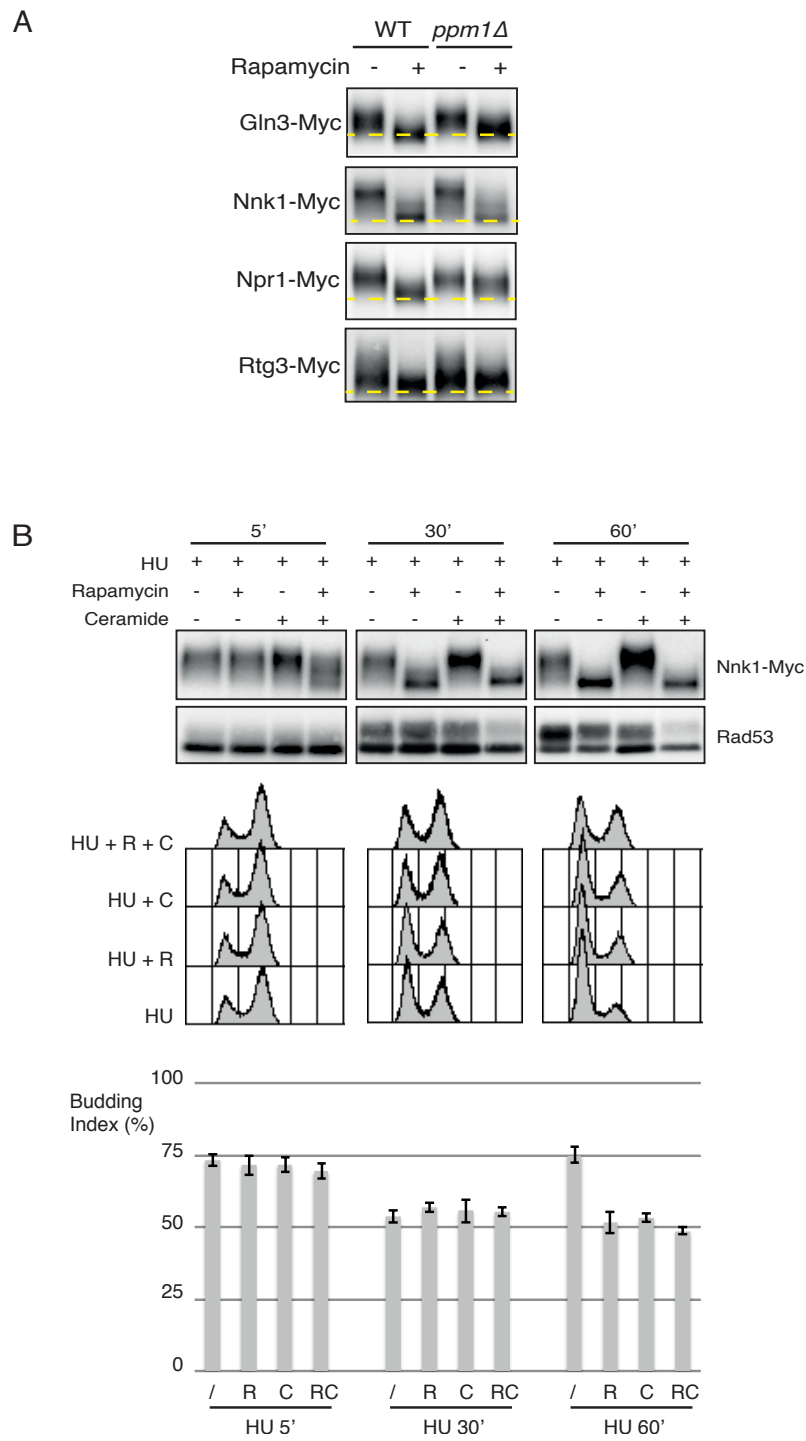 A
WT ppm1Δ
Rapamycin - + - +
Gln3-Myc
Nnk1-Myc
Npr1-Myc
Rtg3-Myc
B
5’ 30’ 60’
HU + + + + + + + + + + + +
Rapamycin - + - + - + - + - + - +
Ceramide - - + + - - + + - - + +
Nnk1-Myc
Rad53
HU + R + C
HU + C
HU + R
HU
100
Budding
Index (%)
75
50
25
0
/ R C RC / R C RC / R C RC
HU 5’ HU 30’ HU 60’